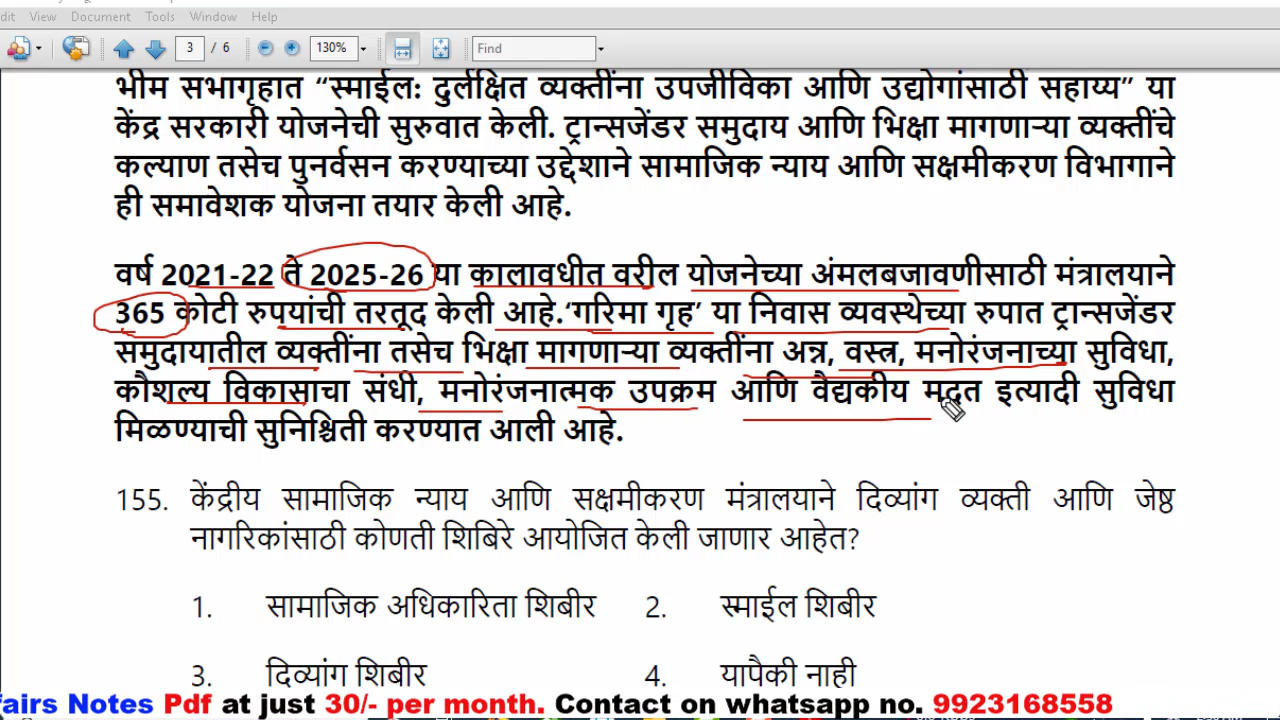 dit View Document Tools Window Help
3 / 6 130% Find
भीम सभागृहात “स्माईल: दुर्लक्षित व्यक्तींना उपजीविका आणि उद्योगांसाठी सहाय्य” या
केंद्र सरकारी योजनेची सुरुवात केली. ट्रान्सजेंडर समुदाय आणि भिक्षा मागणाऱ्या व्यक्तींचे
कल्याण तसेच पुनर्वसन करण्याच्या उद्देशाने सामाजिक न्याय आणि सक्षमीकरण विभागाने
ही समावेशक योजना तयार केली आहे.
वर्ष 2021-22 ते 2025-26 या कालावधीत वरील योजनेच्या अंमलबजावणीसाठी मंत्रालयाने
365 कोटी रुपयांची तरतूद केली आहे.‘गरिमा गृह’ या निवास व्यवस्थेच्या रुपात ट्रान्सजेंडर
समुदायातील व्यक्तींना तसेच भिक्षा मागणाऱ्या व्यक्तींना अन्न, वस्त्र, मनोरंजनाच्या सुविधा,
कौशल्य विकासाचा संधी, मनोरंजनात्मक उपक्रम आणि वैद्यकीय मदत इत्यादी सुविधा
मिळण्याची सुनिश्चिती करण्यात आली आहे.
155. केंद्रीय सामाजिक न्याय आणि सक्षमीकरण मंत्रालयाने दिव्यांग व्यक्ती आणि जेष्ठ
नागरिकांसाठी कोणती शिबिरे आयोजित केली जाणार आहेत?
1. सामाजिक अधिकारिता शिबीर 2. स्माईल शिबीर
3. दिव्यांग शिबीर 4. यापैकी नाही
fairs Notes Pdf at just 30/- per month. Contact on whatsapp no. 9923168558